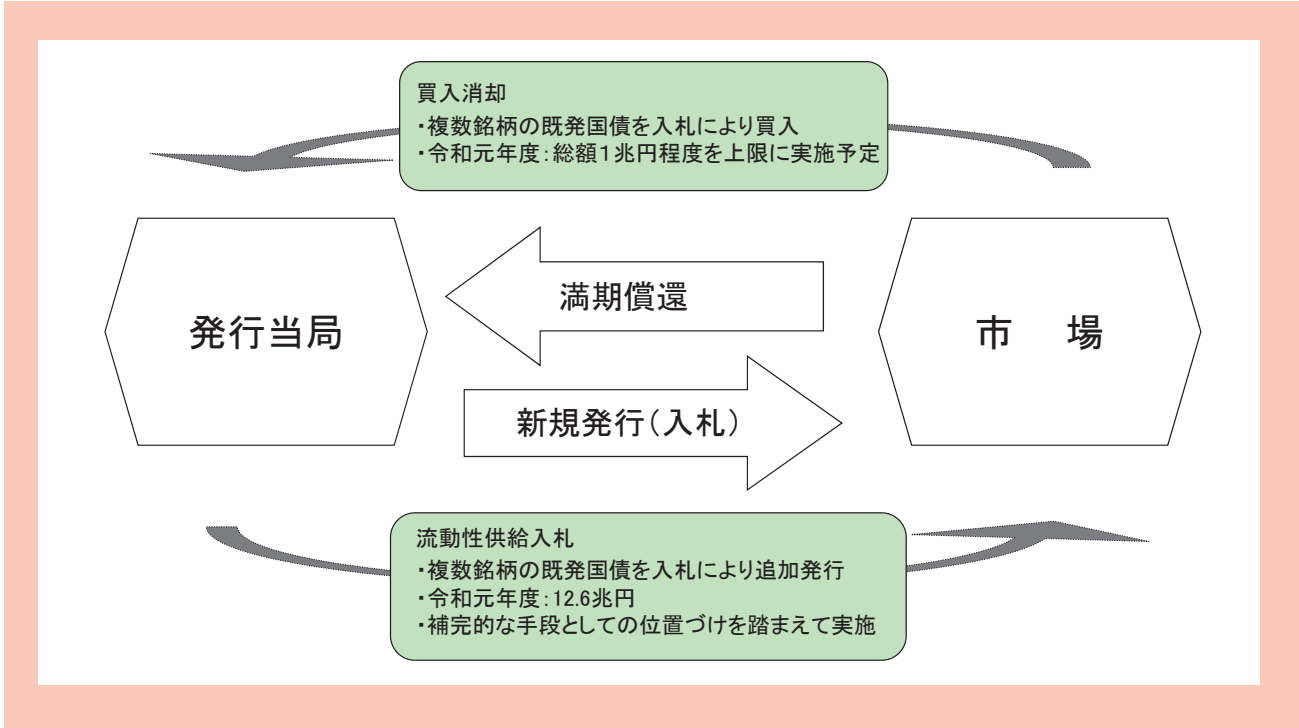 買入消却
・複数銘柄の既発国債を入札により買入
・令和元年度：総額１兆円程度を上限に実施予定
満期償還
発行当局
市　場
新規発行（入札）
流動性供給入札
・複数銘柄の既発国債を入札により追加発行
・令和元年度：12.6兆円
・補完的な手段としての位置づけを踏まえて実施